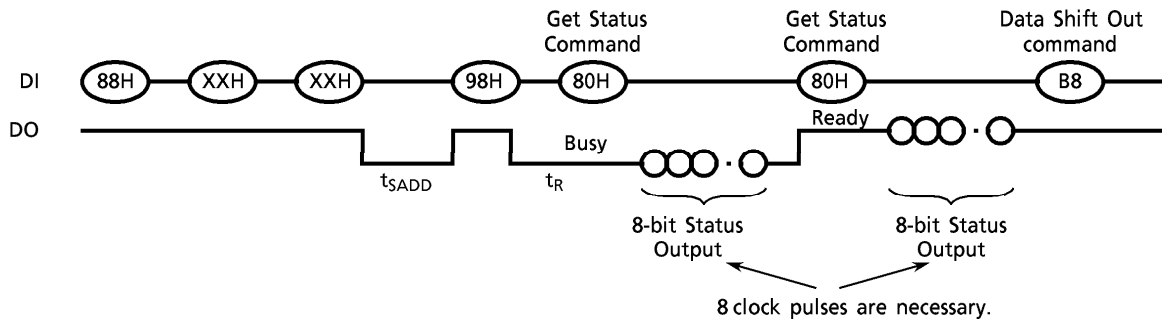 Get Status Command
Get Status Command
Data Shift Out command
DI
88H
XXH
XXH
98H
80H
80H
B8
DO
Busy
Ready
tSADD
tR
8-bit Status Output
8-bit Status Output
8 clock pulses are necessary.